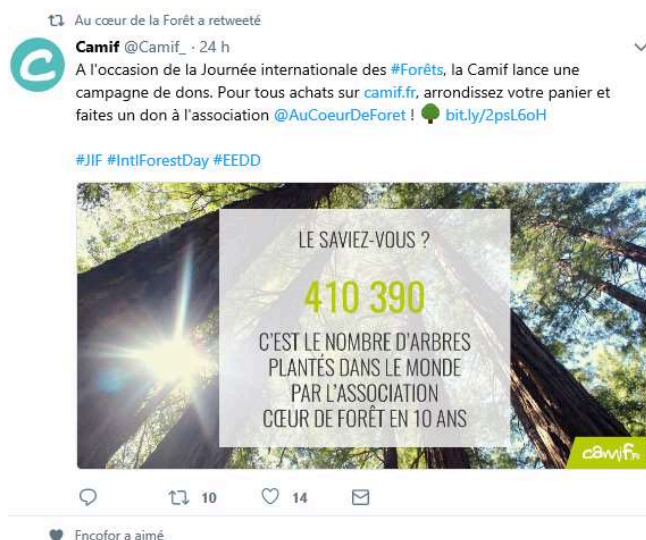 Au cœur de la Forêt a retweeté
Camif @Camif_ · 24 h
A l'occasion de la Journée internationale des #Forêts, la Camif lance une
campagne de dons. Pour tous achats sur camif.fr, arrondissez votre panier et
faites un don à l'association @AuCoeurDeForet ! bit.ly/2psL6oH
#JIF #IntlForestDay #EEDD
LE SAVIEZ-VOUS ?
410 390
C'EST LE NOMBRE D'ARBRES
PLANTÉS DANS LE MONDE
PAR L'ASSOCIATION
CŒUR DE FORÊT EN 10 ANS
camif.fr
10 14
Encofor a aimé